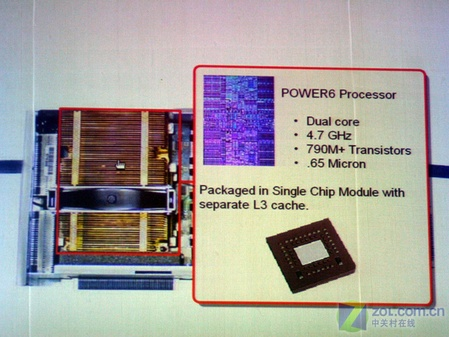 POWER6 Processor
• Dual core
• 4.7 GHz
• 790M+ Transistors
• .65 Micron
Packaged in Single Chip Module with
separate L3 cache.
Z zol.com.cn
中关村在线